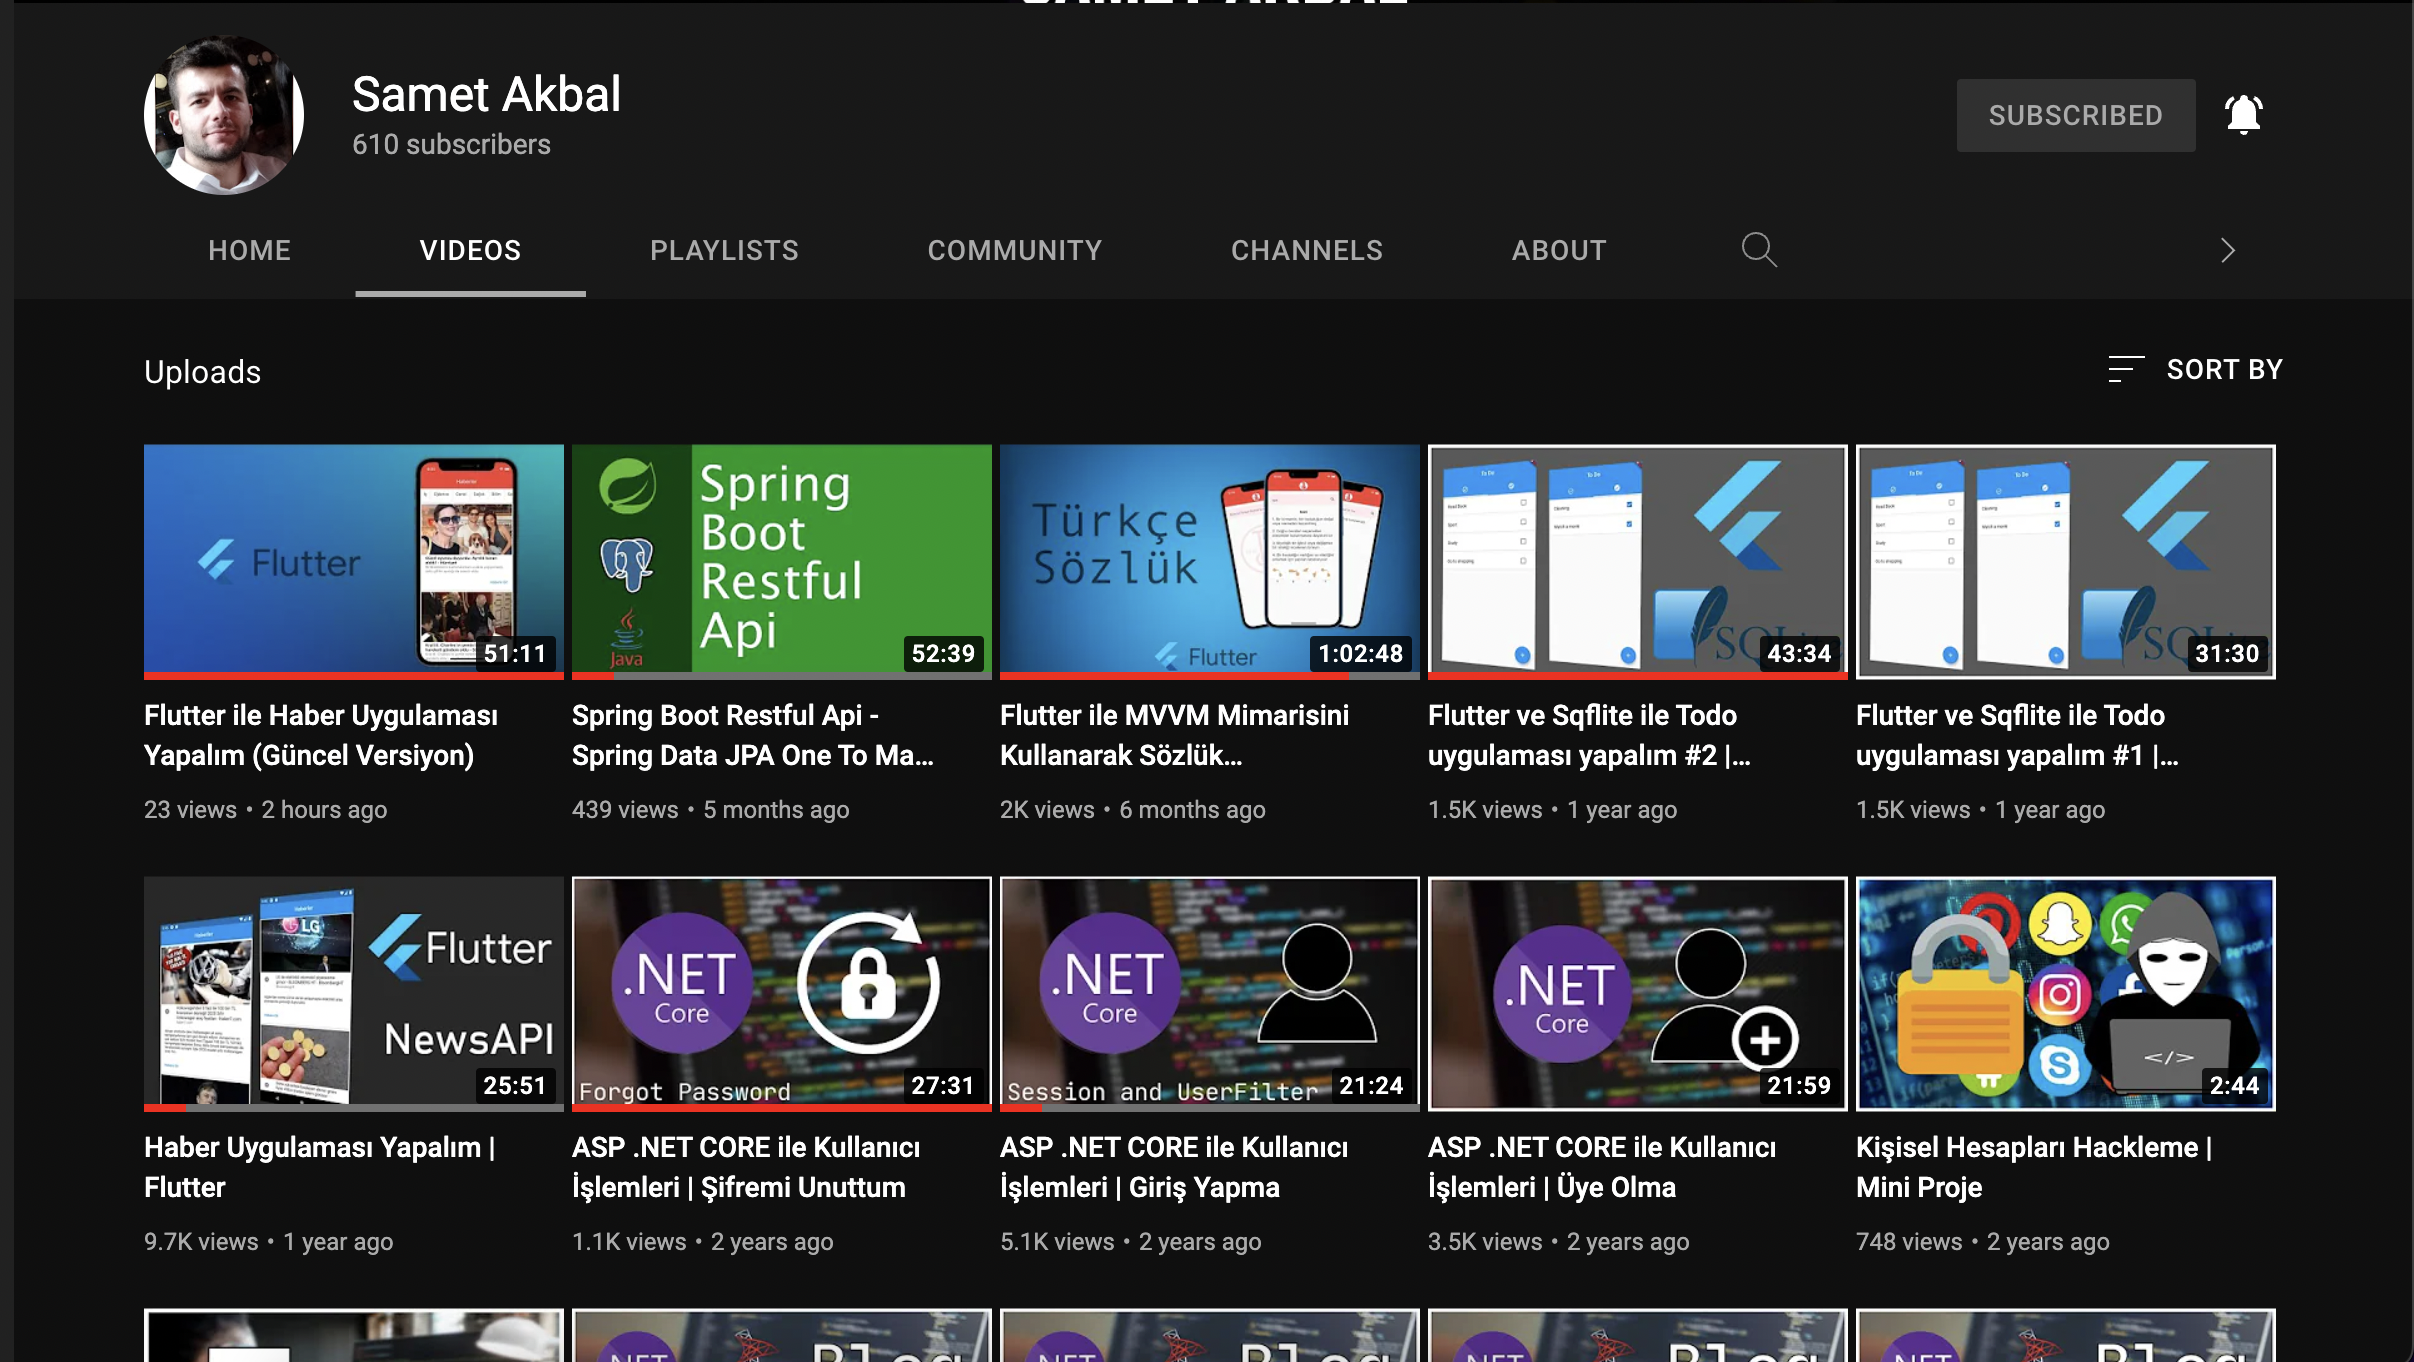 Samet Akbal
610 subscribers
SUBSCRIBED
HOME
VIDEOS
PLAYLISTS
COMMUNITY
CHANNELS
ABOUT
Uploads
SORT BY
Flutter
51:11
Flutter ile Haber Uygulaması
Yapalım (Güncel Versiyon)
23 views • 2 hours ago
Spring
Boot
Restful
Api
Java
52:39
Spring Boot Restful Api -
Spring Data JPA One To Ma...
439 views • 5 months ago
Türkçe
Sözlük
Flutter
1:02:48
Flutter ile MVVM Mimarisini
Kullanarak Sözlük...
2K views • 6 months ago
To Do
To Do
43:34
Flutter ve Sqflite ile Todo
uygulaması yapalım #2 |...
1.5K views • 1 year ago
To Do
To Do
31:30
Flutter ve Sqflite ile Todo
uygulaması yapalım #1 |...
1.5K views • 1 year ago
LG
Flutter
NewsAPI
25:51
Haber Uygulaması Yapalım |
Flutter
9.7K views • 1 year ago
.NET
Core
Forgot Password
27:31
ASP .NET CORE ile Kullanıcı
İşlemleri | Şifremi Unuttum
1.1K views • 2 years ago
.NET
Core
Session and UserFilter
21:24
ASP .NET CORE ile Kullanıcı
İşlemleri | Giriş Yapma
5.1K views • 2 years ago
.NET
Core
21:59
ASP .NET CORE ile Kullanıcı
İşlemleri | Üye Olma
3.5K views • 2 years ago
</>
2:44
Kişisel Hesapları Hackleme |
Mini Proje
748 views • 2 years ago